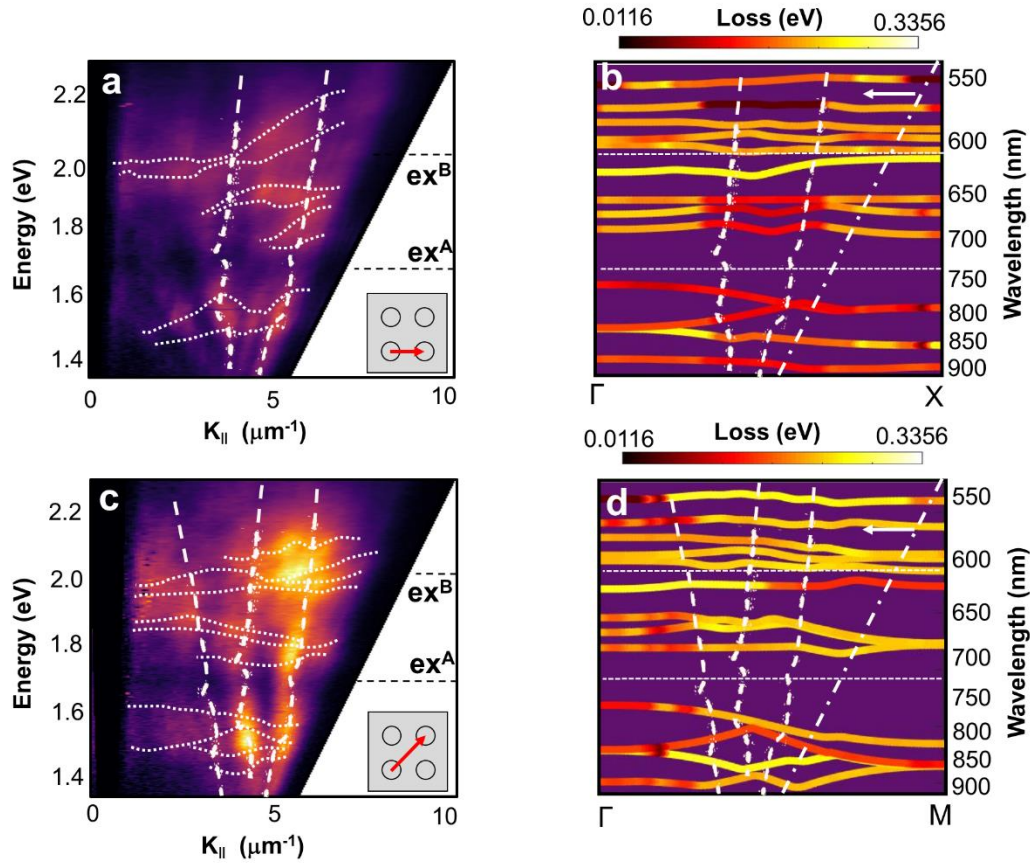 a
2.2
2.0
1.8
1.6
1.4
Energy (eV)
ex^B
ex^A
0
5
10
K_{||} (μm^{-1})
0.0116
Loss (eV)
0.3356
b
550
600
650
700
750
800
850
900
Wavelength (nm)
Γ
X
c
2.2
2.0
1.8
1.6
1.4
Energy (eV)
ex^B
ex^A
0
5
10
K_{||} (μm^{-1})
0.0116
Loss (eV)
0.3356
d
550
600
650
700
750
800
850
900
Wavelength (nm)
Γ
M